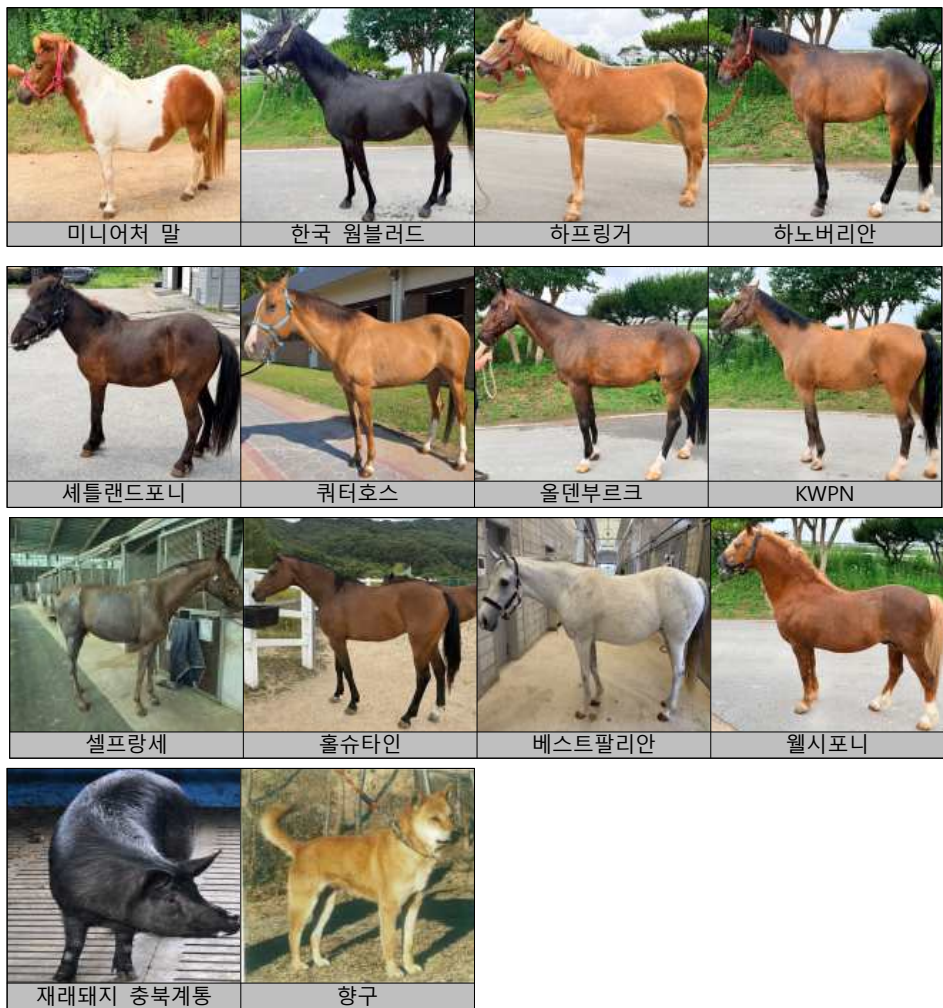 미니어처 말
한국 웜블러드
하프링거
하노버리안
셰틀랜드포니
쿼터호스
올덴부르크
KWPN
셀프랑세
홀슈타인
베스트팔리안
웰시포니
재래돼지 충북계통
향구